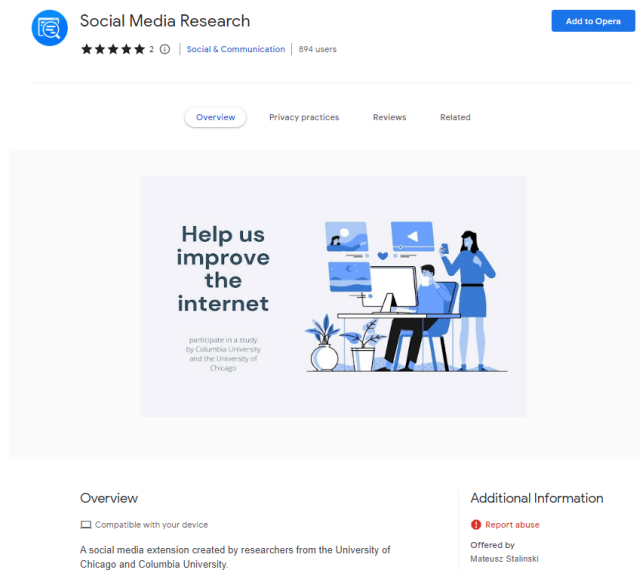 Social Media Research
Add to Opera
2 Social & Communication 894 users
Overview Privacy practices Reviews Related
Help us
improve
the
internet
participate in a study
by Columbia University
and the University of
Chicago
Overview
Compatible with your device
A social media extension created by researchers from the University of
Chicago and Columbia University.
Additional Information
Report abuse
Offered by
Mateusz Stalinski